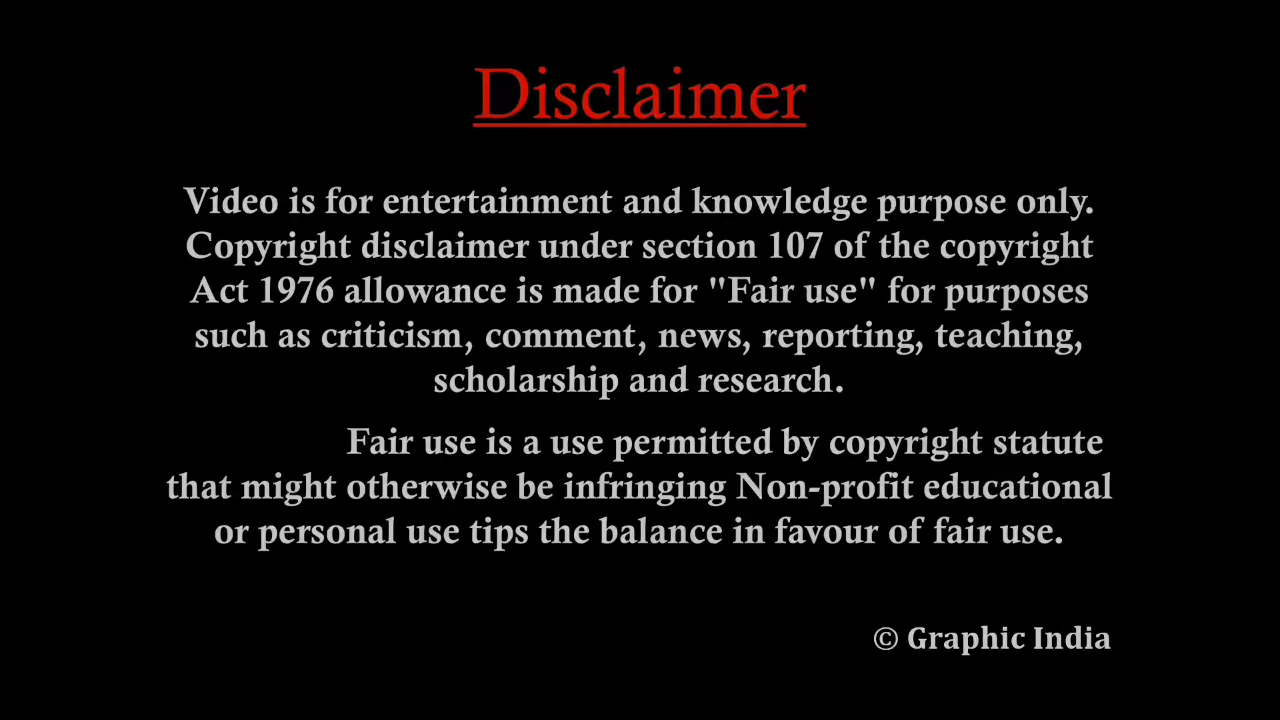 Disclaimer
Video is for entertainment and knowledge purpose only.
Copyright disclaimer under section 107 of the copyright
Act 1976 allowance is made for "Fair use" for purposes
such as criticism, comment, news, reporting, teaching,
scholarship and research.
Fair use is a use permitted by copyright statute
that might otherwise be infringing Non-profit educational
or personal use tips the balance in favour of fair use.
© Graphic India